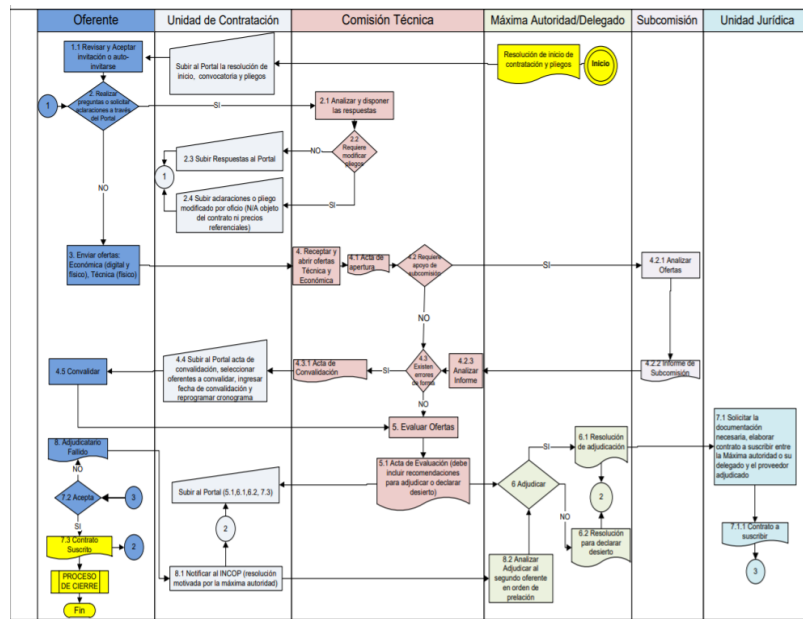 Oferente
Unidad de Contratación
Comisión Técnica
Máxima Autoridad/Delegado
Subcomisión
Unidad Jurídica
1.1 Revisar y Aceptar
invitación o auto-
invitarse
Subir al Portal la resolución de
inicio, convocatoria y pliegos
Resolución de inicio de
contratación y pliegos
Inicio
1
2. Realizar
preguntas o solicitar
aclaraciones a través
del Portal
SI
2.1 Analizar y disponer
las respuestas
2.2
Requiere
modificar
pliegos
NO
2.3 Subir Respuestas al Portal
1
NO
2.4 Subir aclaraciones o pliego
modificado por oficio (N/A objeto
del contrato ni precios
referenciales)
SI
3. Enviar ofertas:
Económica (digital y
físico), Técnica (físico)
4. Receptar y
abrir ofertas
Técnica y
Económica
4.1 Acta de
apertura
4.2 Requiere
apoyo de
subcomisión
SI
4.2.1 Analizar
Ofertas
NO
4.5 Convalidar
4.4 Subir al Portal acta de
convalidación, seleccionar
oferentes a convalidar, ingresar
fecha de convalidación y
reprogramar cronograma
4.3.1 Acta de
Convalidación
SI
4.3
Existen
errores
de forma
4.2.3
Analizar
Informe
4.2.2 Informe de
Subcomisión
NO
5. Evaluar Ofertas
8. Adjudicatario
Fallido
NO
7.2 Acepta
3
SI
7.3 Contrato
Suscrito
2
PROCESO
DE CIERRE
Fin
Subir al Portal (5.1,6.1,6.2, 7.3)
2
8.1 Notificar al INCOP (resolución
motivada por la máxima autoridad)
5.1 Acta de Evaluación (debe
incluir recomendaciones
para adjudicar o declarar
desierto)
6 Adjudicar
SI
6.1 Resolución
de adjudicación
2
NO
6.2 Resolución
para declarar
desierto
8.2 Analizar
Adjudicar al
segundo oferente
en orden de
prelación
7.1 Solicitar la
documentación
necesaria, elaborar
contrato a suscribir entre
la Máxima autoridad o su
delegado y el proveedor
adjudicado
7.1.1 Contrato a
suscribir
3